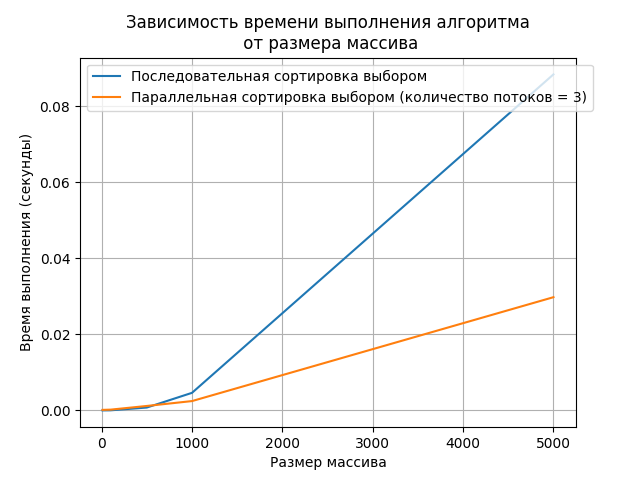 Зависимость времени выполнения алгоритма
от размера массива
Последовательная сортировка выбором
Параллельная сортировка выбором (количество потоков = 3)
Время выполнения (секунды)
0.08
0.06
0.04
0.02
0.00
0 1000 2000 3000 4000 5000
Размер массива